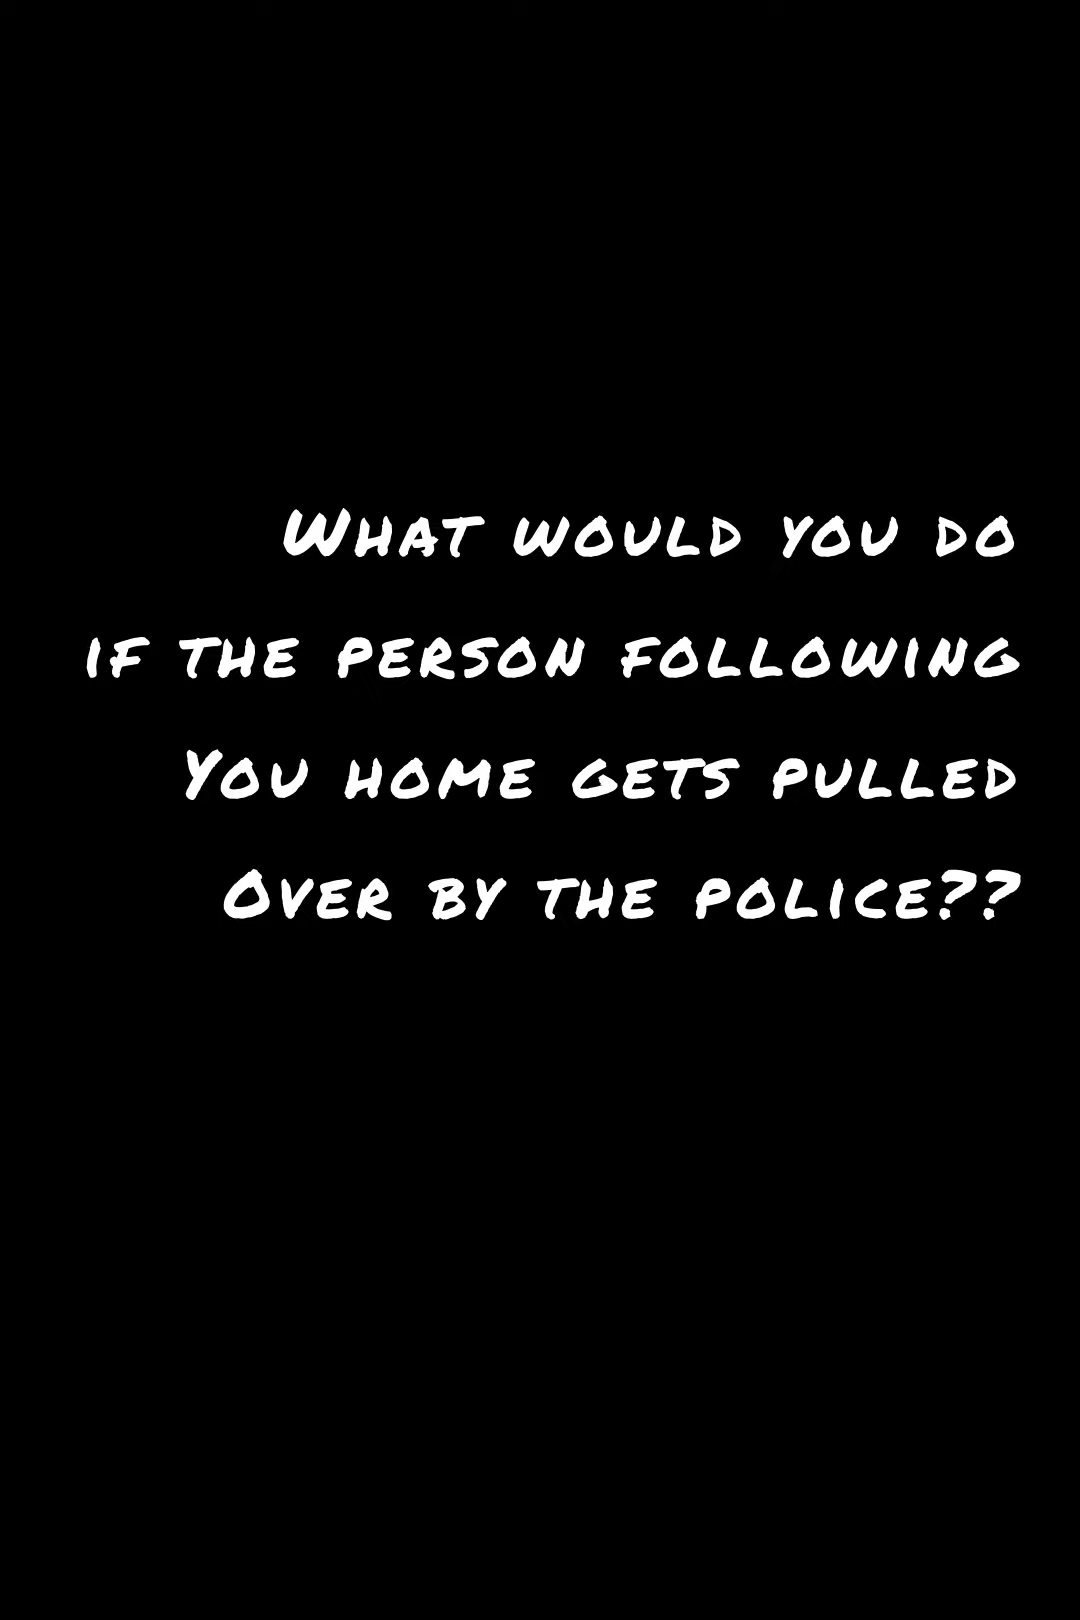 What would you do
if the person following
You home gets pulled
Over by the police??